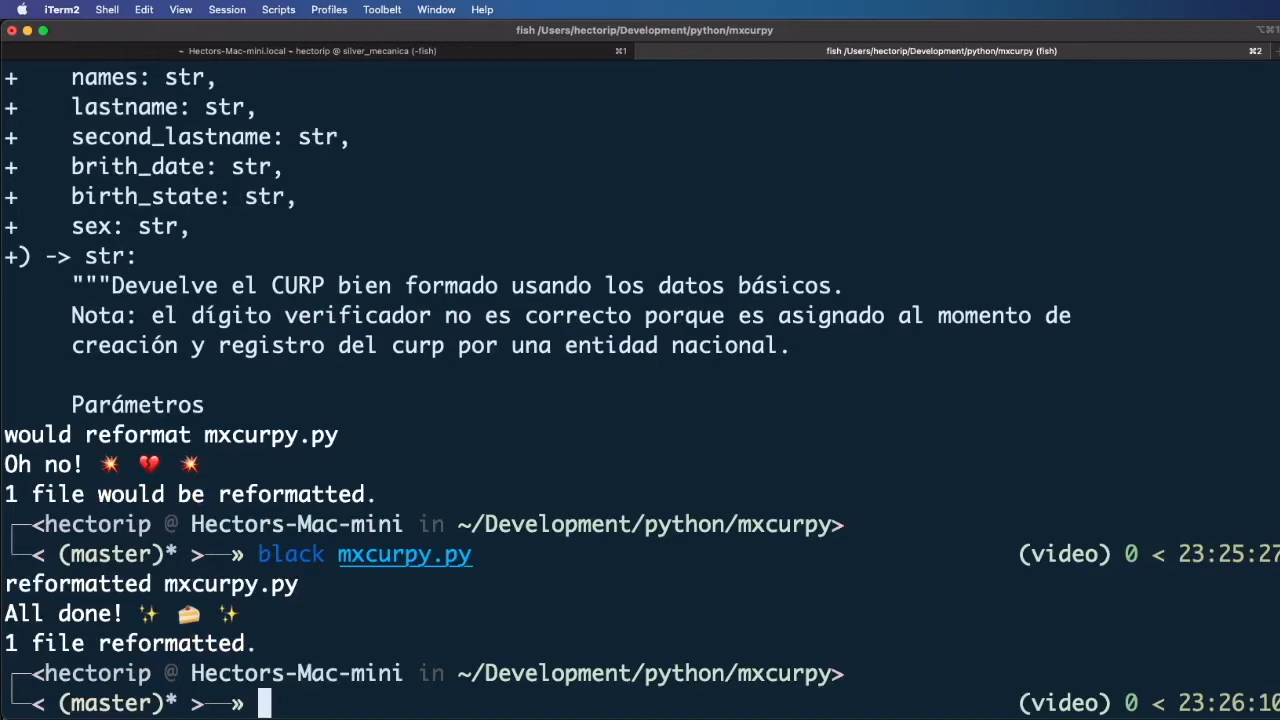 iTerm2 Shell Edit View Session Scripts Profiles Toolbelt Window Help
fish /Users/hectorip/Development/python/mxcurpy
~ Hectors-Mac-mini.local ~ hectorip @ silver_mecanica (-fish) ⌘1 fish /Users/hectorip/Development/python/mxcurpy (fish) ⌘2
+ names: str,
+ lastname: str,
+ second_lastname: str,
+ brith_date: str,
+ birth_state: str,
+ sex: str,
+) -> str:
"""Devuelve el CURP bien formado usando los datos básicos.
Nota: el dígito verificador no es correcto porque es asignado al momento de
creación y registro del curp por una entidad nacional.
Parámetros
would reformat mxcurpy.py
Oh no! 💥 💔 💥
1 file would be reformatted.
┌─<hectorip @ Hectors-Mac-mini in ~/Development/python/mxcurpy>
└─< (master)* >──» black mxcurpy.py (video) 0 < 23:25:27
reformatted mxcurpy.py
All done! ✨ 🍰 ✨
1 file reformatted.
┌─<hectorip @ Hectors-Mac-mini in ~/Development/python/mxcurpy>
└─< (master)* >──» (video) 0 < 23:26:10